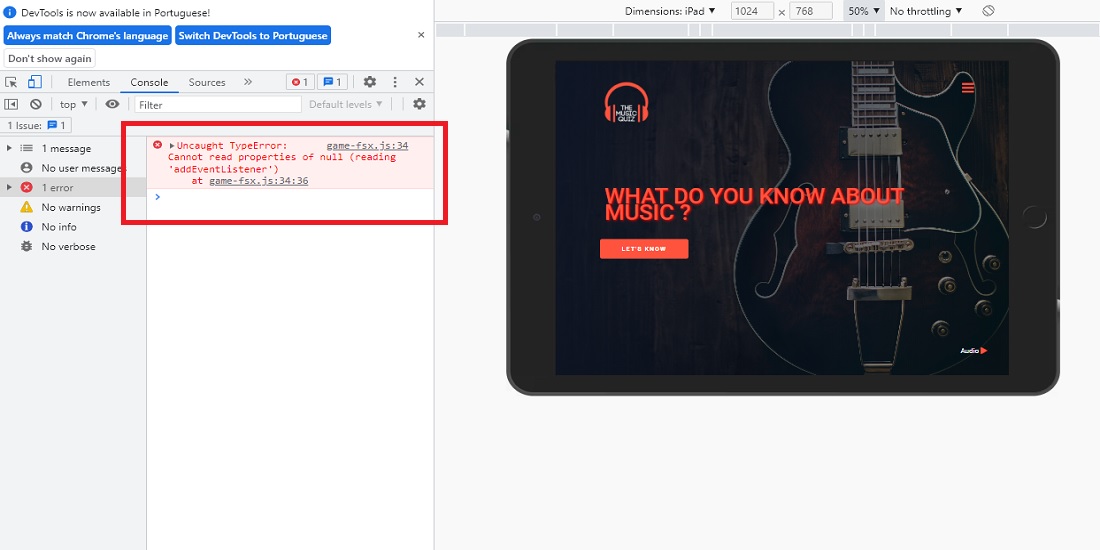 DevTools is now available in Portuguese!
Always match Chrome's language
Switch DevTools to Portuguese
Don't show again
Elements
Console
Sources
1
1
top
Filter
Default levels
1 Issue: 1
1 message
No user messages
1 error
No warnings
No info
No verbose
Uncaught TypeError: game-fsx.js:34
Cannot read properties of null (reading
'addEventListener')
at game-fsx.js:34:36
Dimensions: iPad
1024 × 768
50%
No throttling
THE
MUSIC
QUIZ
WHAT DO YOU KNOW ABOUT
MUSIC ?
LET'S KNOW
Audio